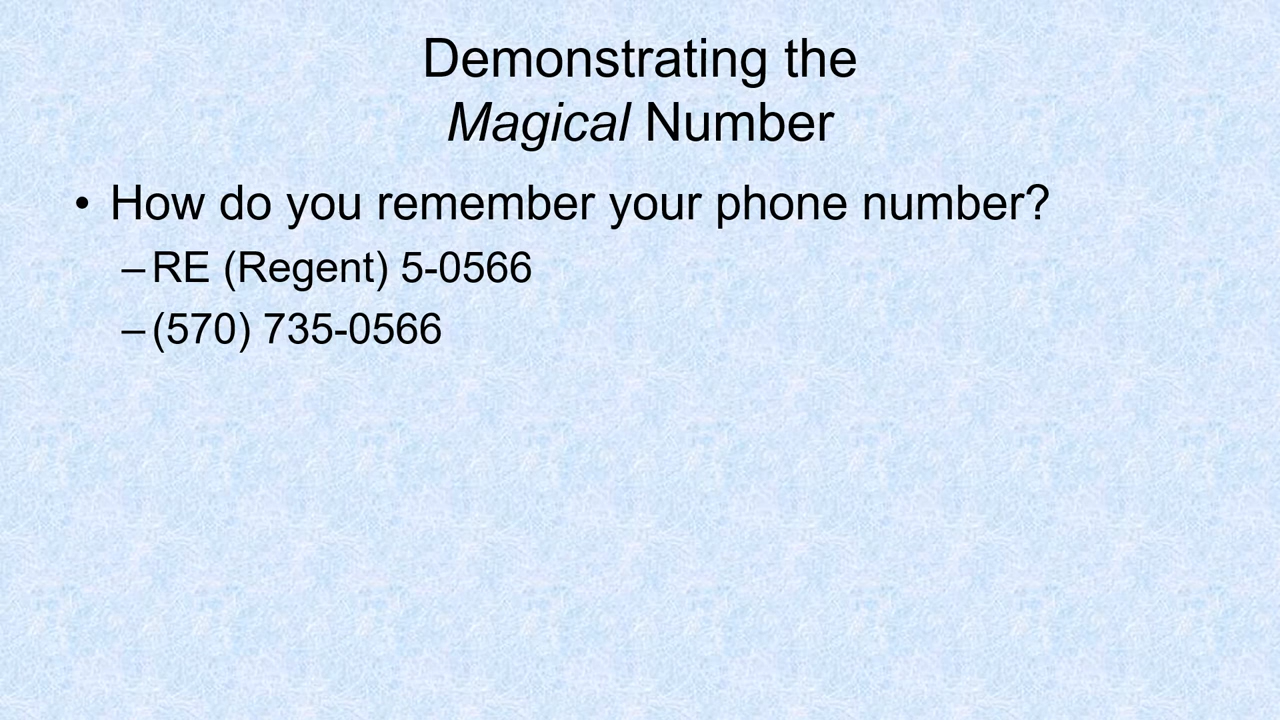 Demonstrating the
Magical Number
• How do you remember your phone number?
–RE (Regent) 5-0566
–(570) 735-0566